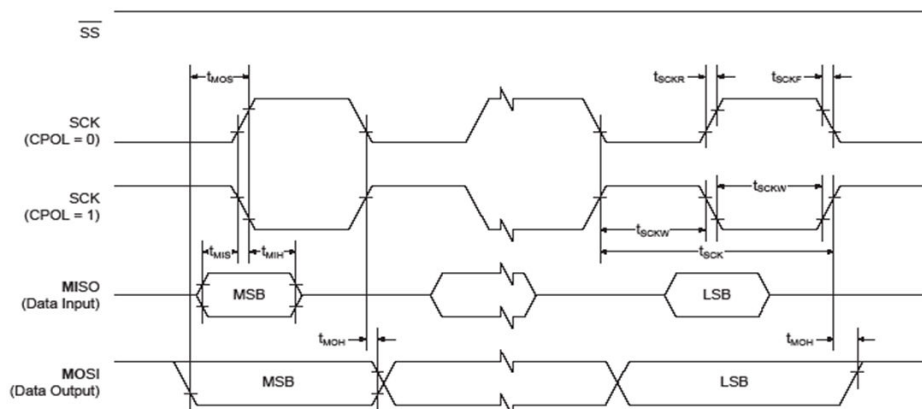 SS
tMOS
tSCKR
tSCKF
SCK
(CPOL = 0)
SCK
(CPOL = 1)
tSCKW
tSCKW
tSCK
tMIS
tMIH
MISO
(Data Input)
MSB
LSB
tMOH
tMOH
MOSI
(Data Output)
MSB
LSB